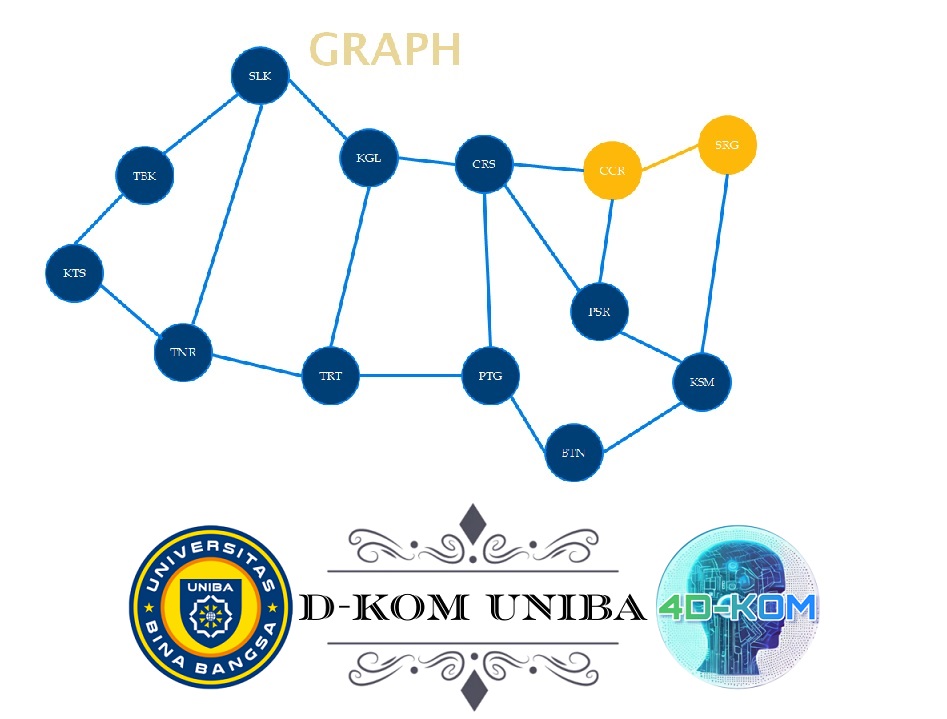 GRAPH
SLK
KGL
CRS
CCR
SRG
TBK
KTS
TNR
TRT
PTG
PSR
KSM
BTN
UNIVERSITAS
UNIBA
BINA BANGSA
D-KOM UNIBA
4D-KOM